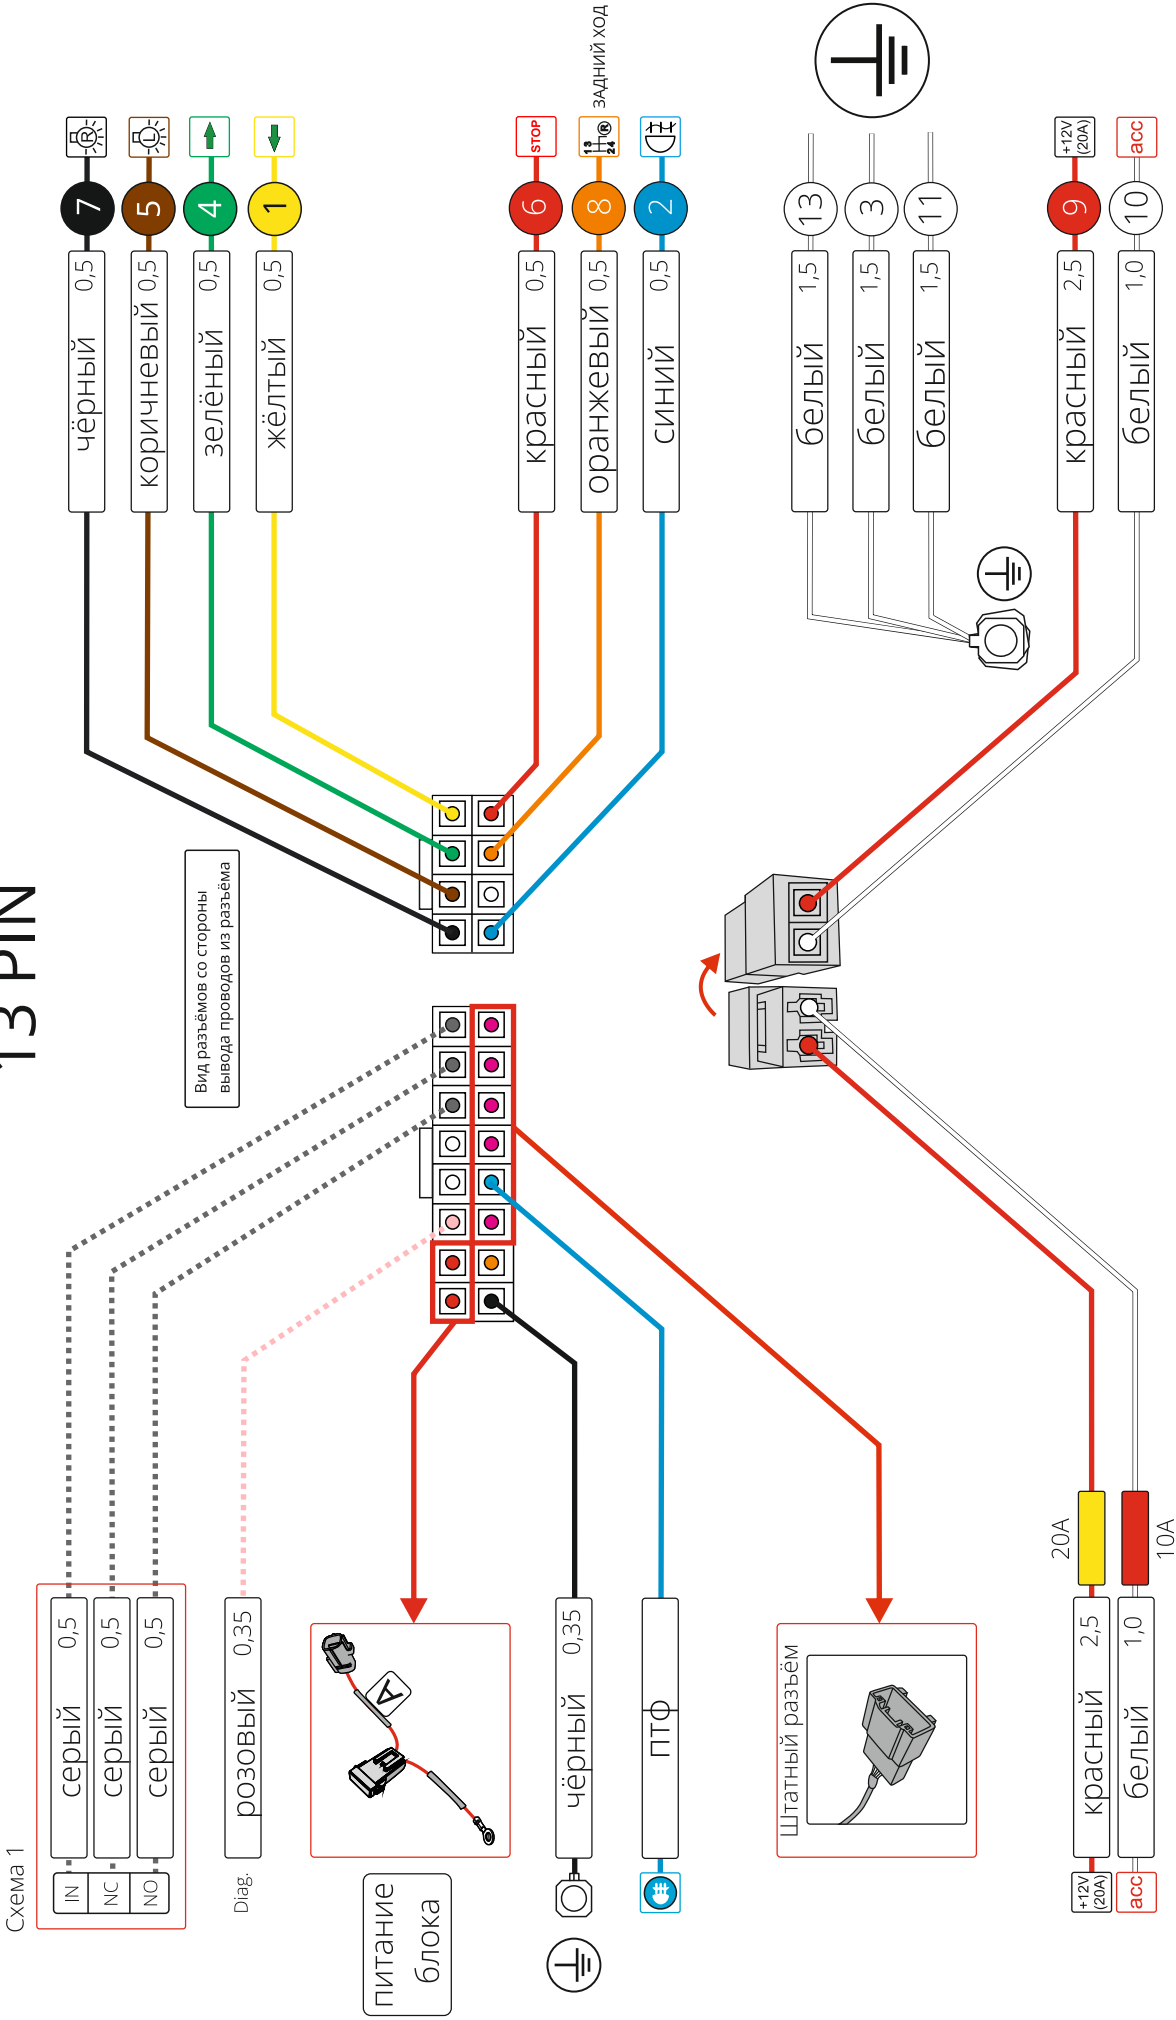 13 PIN
Схема 1
IN серый 0,5
NC серый 0,5
NO серый 0,5
Diag. розовый 0,35
питание
блока
A
чёрный 0,35
ПТФ
Штатный разъём
+12V
(20A)
красный 2,5
20A
acc
белый 1,0
10A
Вид разъёмов со стороны
вывода проводов из разъёма
чёрный 0,5 7 R
коричневый 0,5 5 L
зелёный 0,5 4
жёлтый 0,5 1
красный 0,5 6 STOP
оранжевый 0,5 8 1 3 2 4 R ЗАДНИЙ ХОД
синий 0,5 2
белый 1,5 13
белый 1,5 3
белый 1,5 11
красный 2,5 9 +12V
(20A)
белый 1,0 10 acc